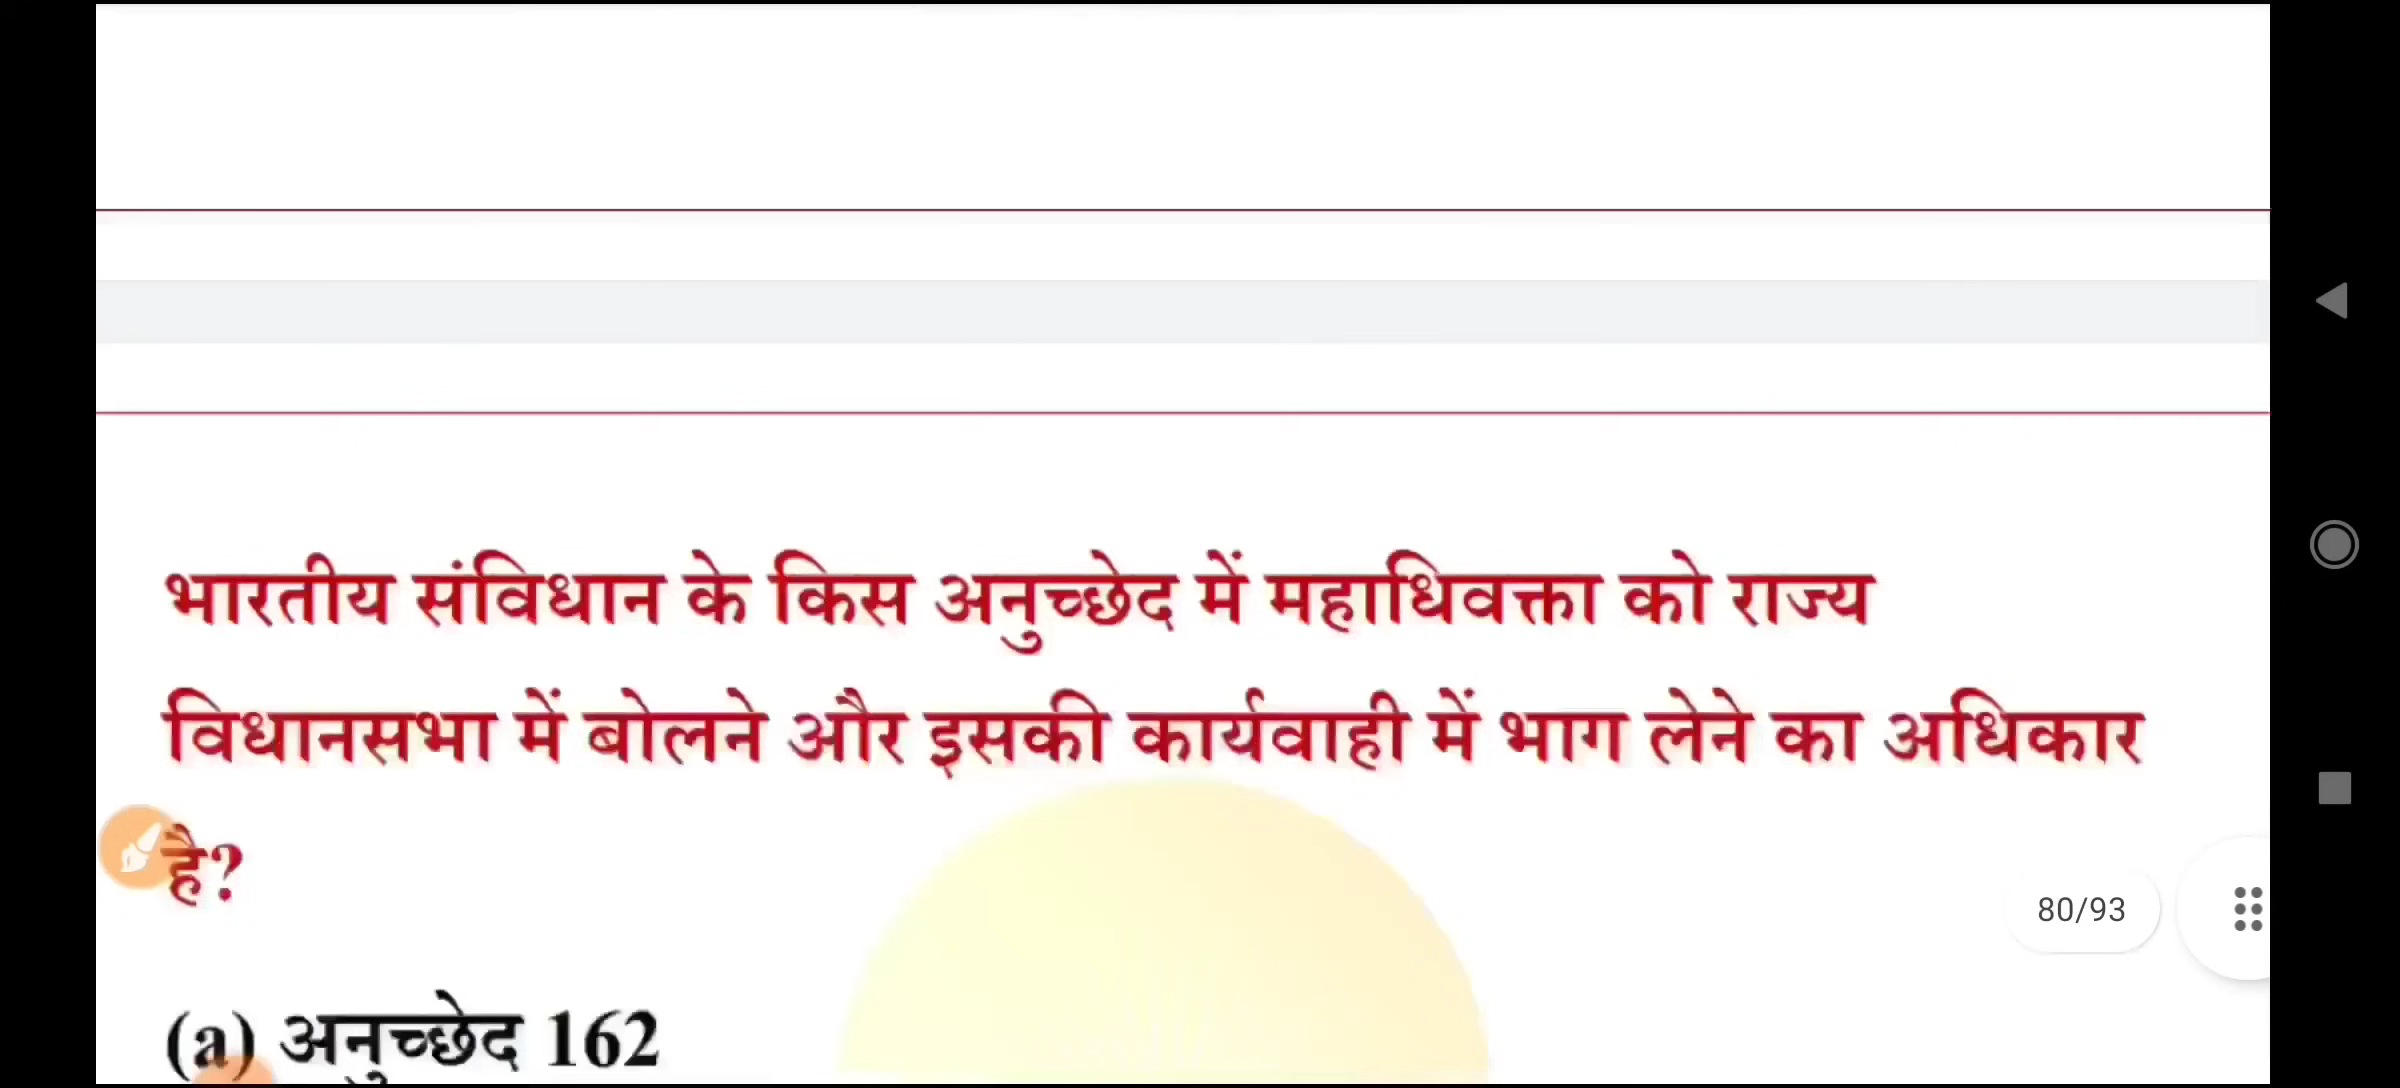 भारतीय संविधान के किस अनुच्छेद में महाधिवक्ता को राज्य
विधानसभा में बोलने और इसकी कार्यवाही में भाग लेने का अधिकार
है?
80/93
(a) अनुच्छेद 162